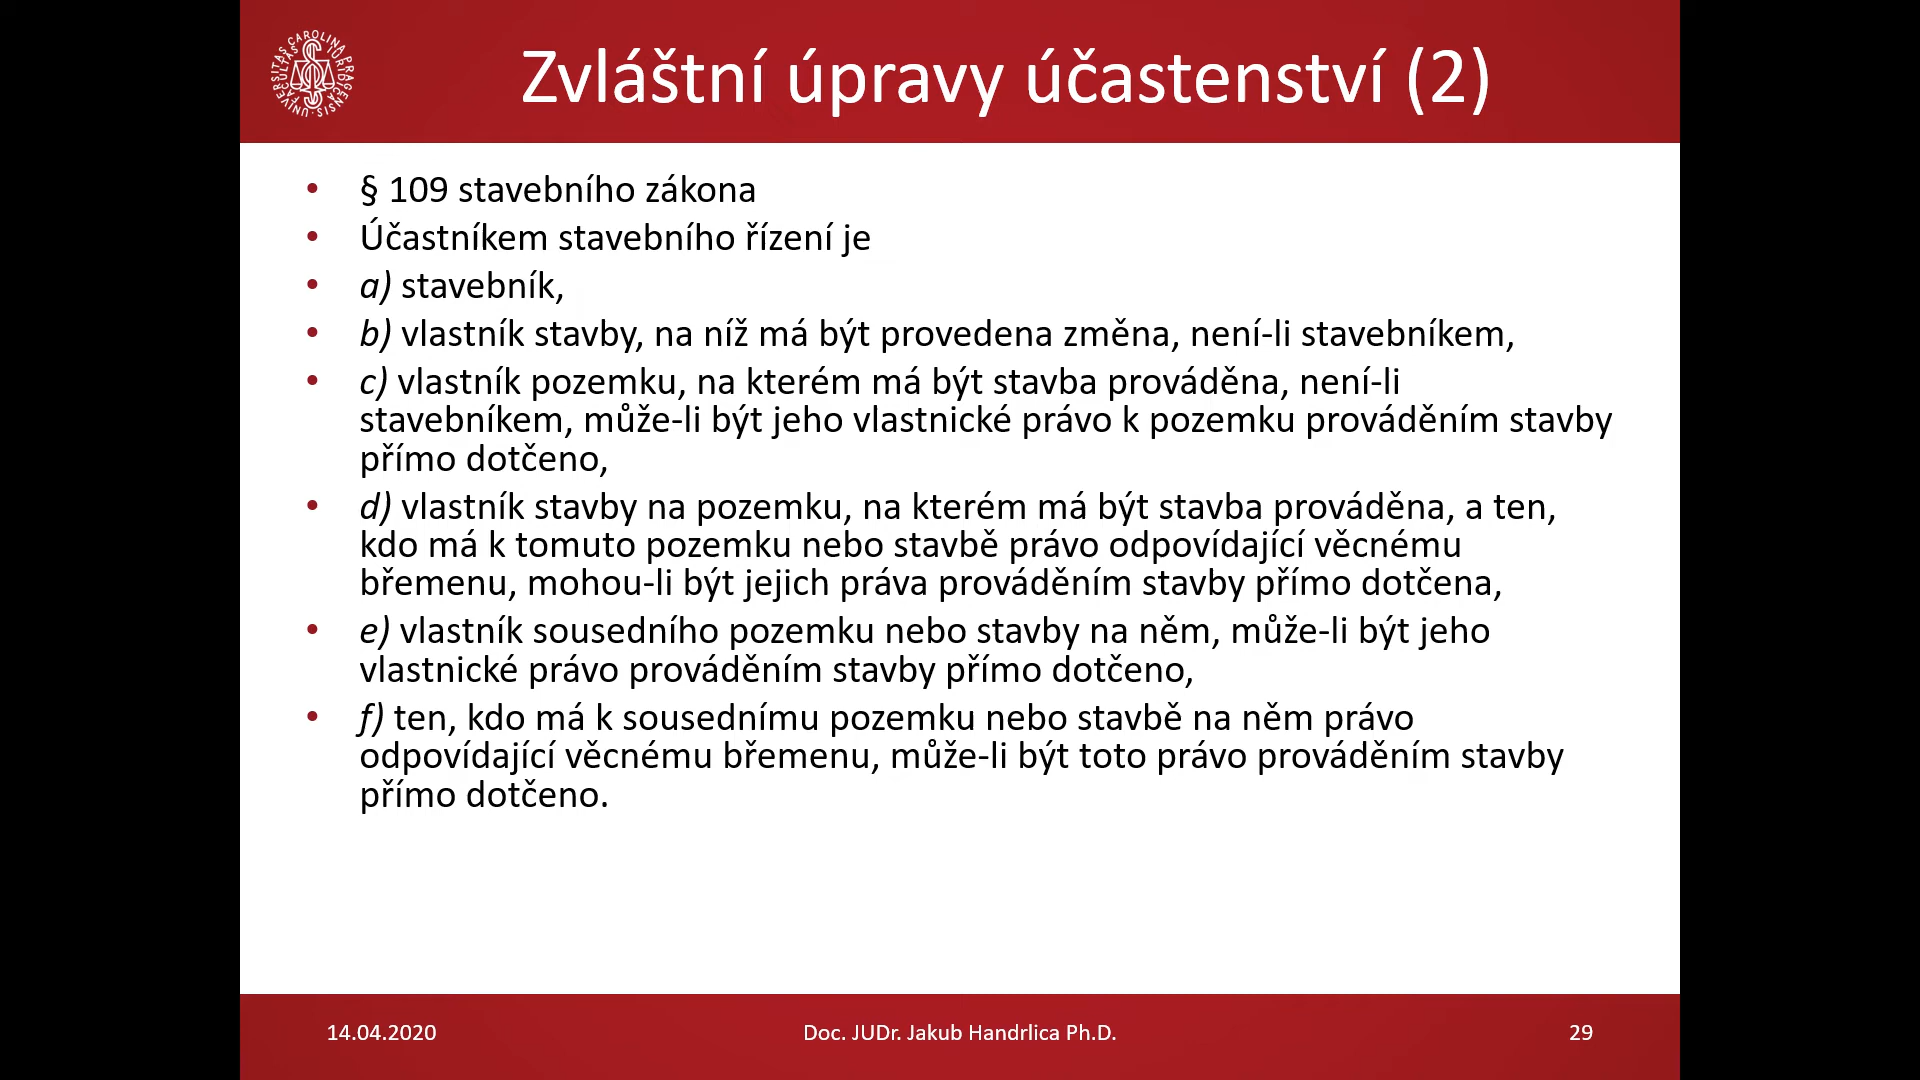 UNIVERSITAS CAROLINA PRAGENSIS
FACULTAS IURIDICA
Zvláštní úpravy účastenství (2)
• § 109 stavebního zákona
• Účastníkem stavebního řízení je
• a) stavebník,
• b) vlastník stavby, na níž má být provedena změna, není-li stavebníkem,
• c) vlastník pozemku, na kterém má být stavba prováděna, není-li
stavebníkem, může-li být jeho vlastnické právo k pozemku prováděním stavby
přímo dotčeno,
• d) vlastník stavby na pozemku, na kterém má být stavba prováděna, a ten,
kdo má k tomuto pozemku nebo stavbě právo odpovídající věcnému
břemenu, mohou-li být jejich práva prováděním stavby přímo dotčena,
• e) vlastník sousedního pozemku nebo stavby na něm, může-li být jeho
vlastnické právo prováděním stavby přímo dotčeno,
• f) ten, kdo má k sousednímu pozemku nebo stavbě na něm právo
odpovídající věcnému břemenu, může-li být toto právo prováděním stavby
přímo dotčeno.
14.04.2020
Doc. JUDr. Jakub Handrlica Ph.D.
29